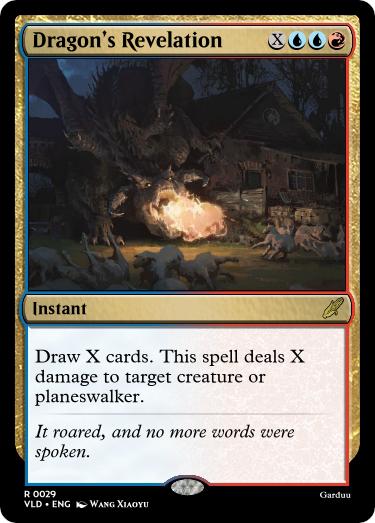 Dragon's Revelation X
Instant
Draw X cards. This spell deals X
damage to target creature or
planeswalker.
It roared, and no more words were
spoken.
R 0029
VLD • ENG Wang Xiaoyu
Garduu